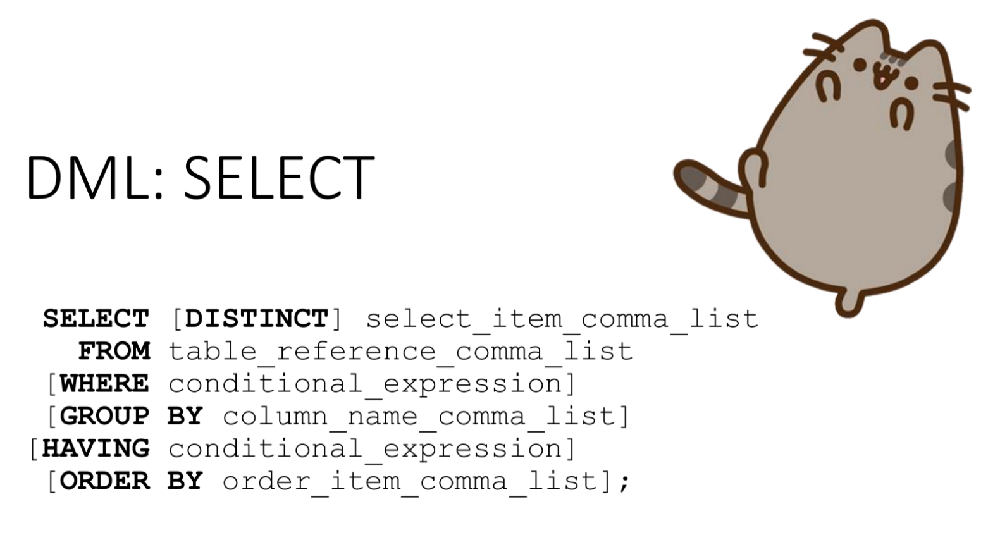 DML: SELECT
SELECT [DISTINCT] select_item_comma_list
FROM table_reference_comma_list
[WHERE conditional_expression]
[GROUP BY column_name_comma_list]
[HAVING conditional_expression]
[ORDER BY order_item_comma_list];